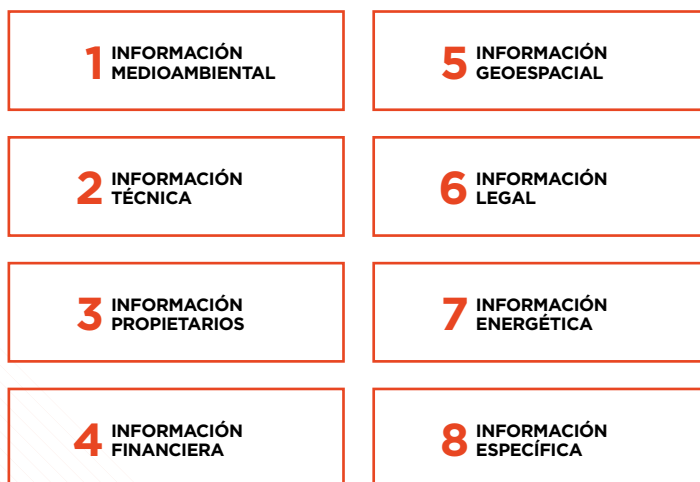 1 INFORMACIÓN
MEDIOAMBIENTAL
2 INFORMACIÓN
TÉCNICA
3 INFORMACIÓN
PROPIETARIOS
4 INFORMACIÓN
FINANCIERA
5 INFORMACIÓN
GEOESPACIAL
6 INFORMACIÓN
LEGAL
7 INFORMACIÓN
ENERGÉTICA
8 INFORMACIÓN
ESPECÍFICA